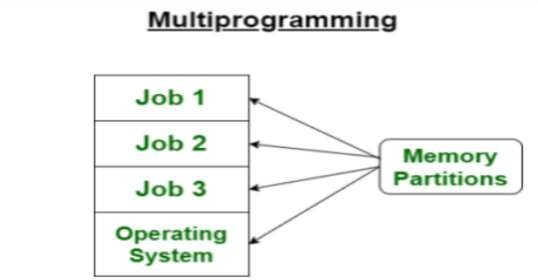 Multiprogramming
Job 1
Job 2
Job 3
Operating
System
Memory
Partitions